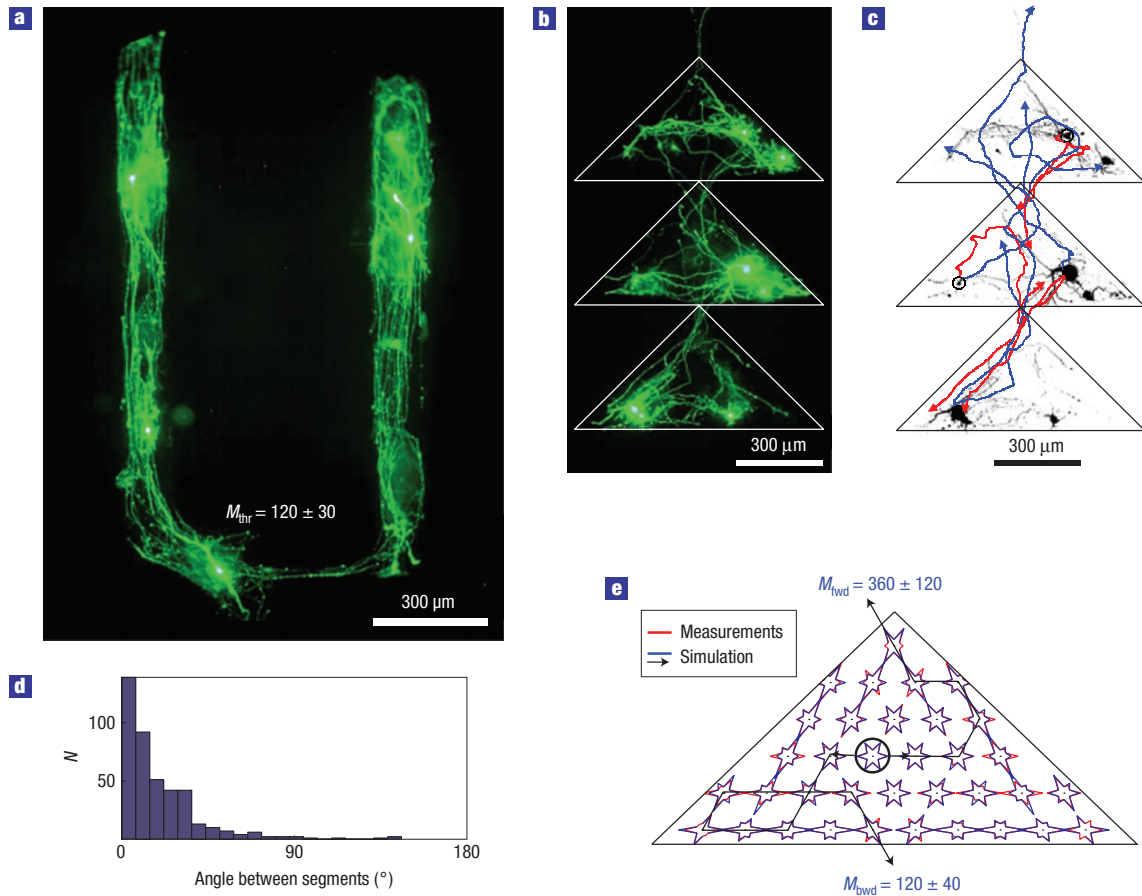 a
M_thr = 120 ± 30
300 µm
b
300 µm
c
300 µm
d
N
100
50
0
90
180
Angle between segments (°)
e
M_fwd = 360 ± 120
Measurements
Simulation
M_bwd = 120 ± 40